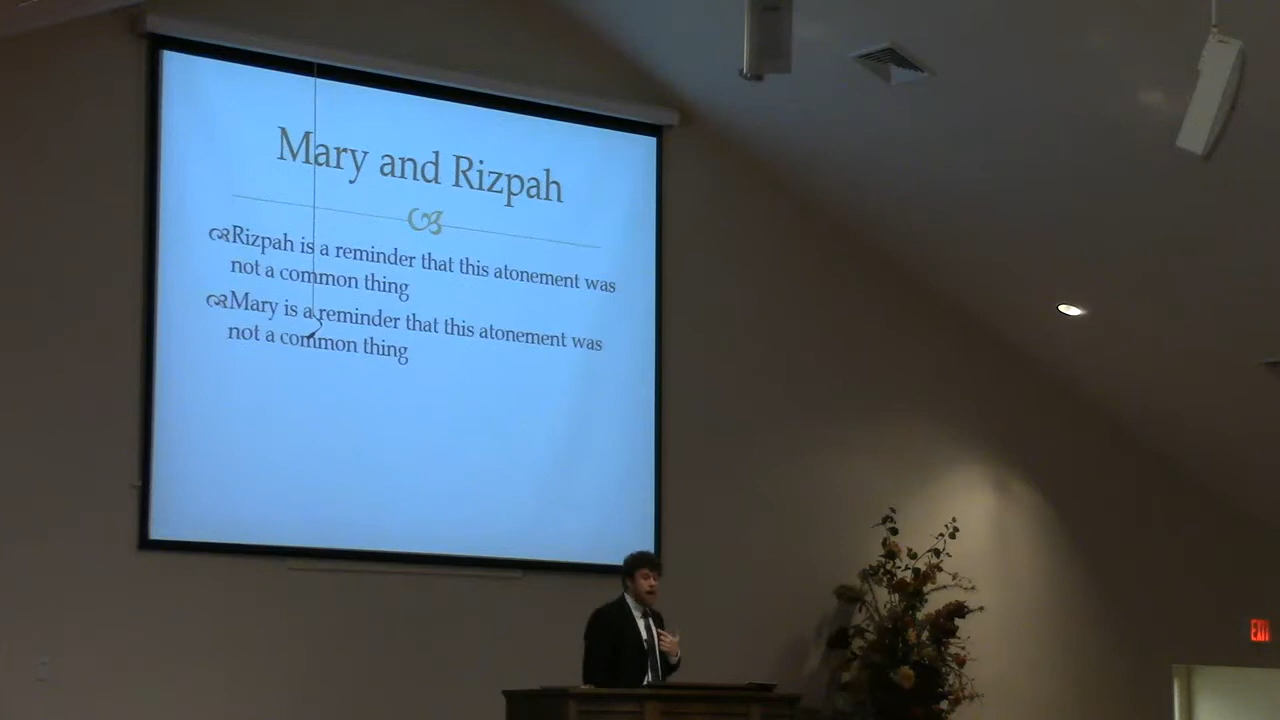 Mary and Rizpah
Rizpah is a reminder that this atonement was
not a common thing
Mary is a reminder that this atonement was
not a common thing
EXIT